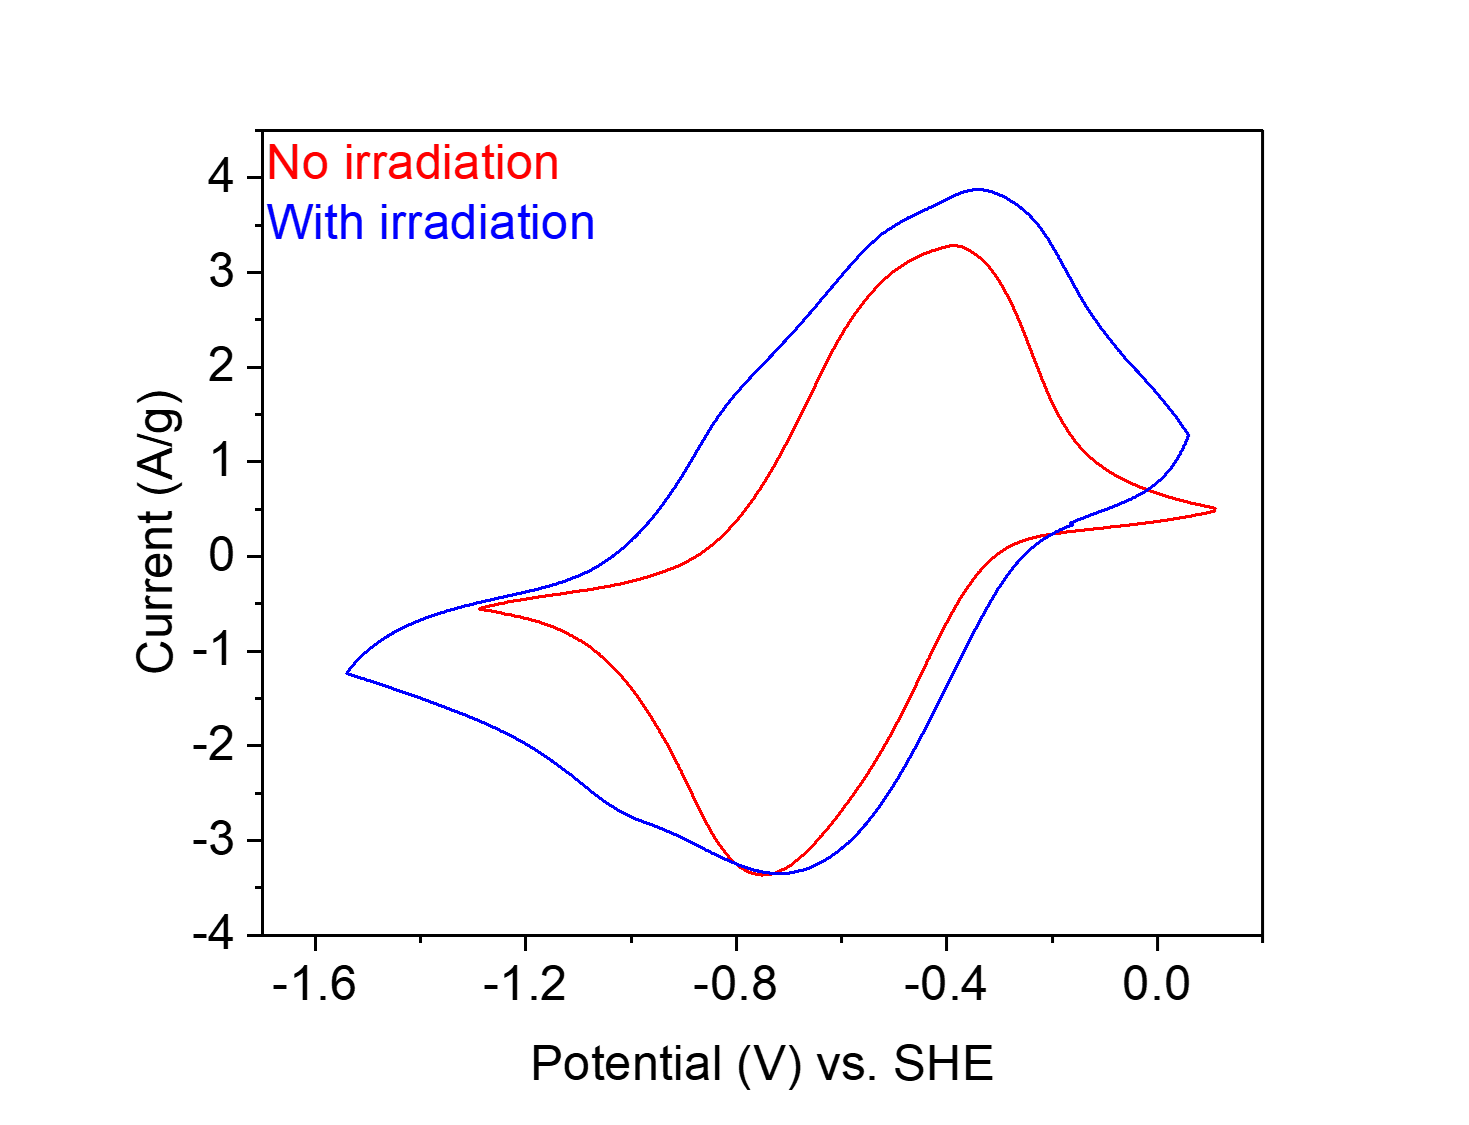 No irradiation
With irradiation
4
3
2
1
0
-1
-2
-3
-4
Current (A/g)
-1.6 -1.2 -0.8 -0.4 0.0
Potential (V) vs. SHE